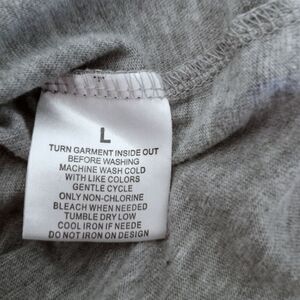 L
TURN GARMENT INSIDE OUT
BEFORE WASHING
MACHINE WASH COLD
WITH LIKE COLORS
GENTLE CYCLE
ONLY NON-CHLORINE
BLEACH WHEN NEEDED
TUMBLE DRY LOW
COOL IRON IF NEEDE
DO NOT IRON ON DESIGN